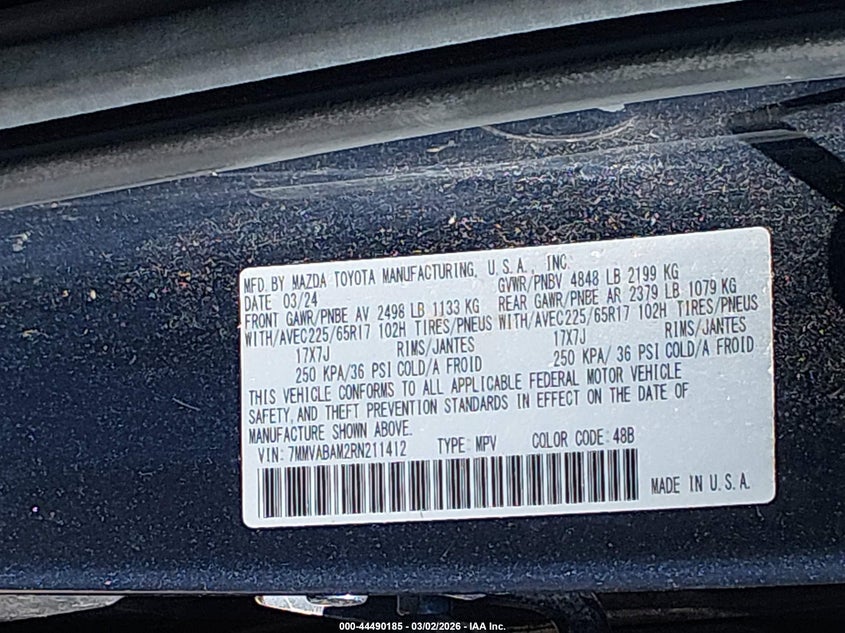 MFD. BY MAZDA TOYOTA MANUFACTURING, U.S.A., INC.
DATE 03/24 GVWR/PNBV 4848 LB 2199 KG
FRONT GAWR/PNBE AV 2498 LB 1133 KG REAR GAWR/PNBE AR 2379 LB 1079 KG
WITH/AVEC225/65R17 102H TIRES/PNEUS WITH/AVEC225/65R17 102H TIRES/PNEUS
17X7J RIMS/JANTES 17X7J RIMS/JANTES
250 KPA/36 PSI COLD/A FROID 250 KPA/ 36 PSI COLD/A FROID
THIS VEHICLE CONFORMS TO ALL APPLICABLE FEDERAL MOTOR VEHICLE
SAFETY, AND THEFT PREVENTION STANDARDS IN EFFECT ON THE DATE OF
MANUFACTURE SHOWN ABOVE.
VIN: 7MMVABAM2RN211412 TYPE: MPV COLOR CODE: 48B
MADE IN U.S.A.
000-44490185 - 03/02/2026 - IAA Inc.